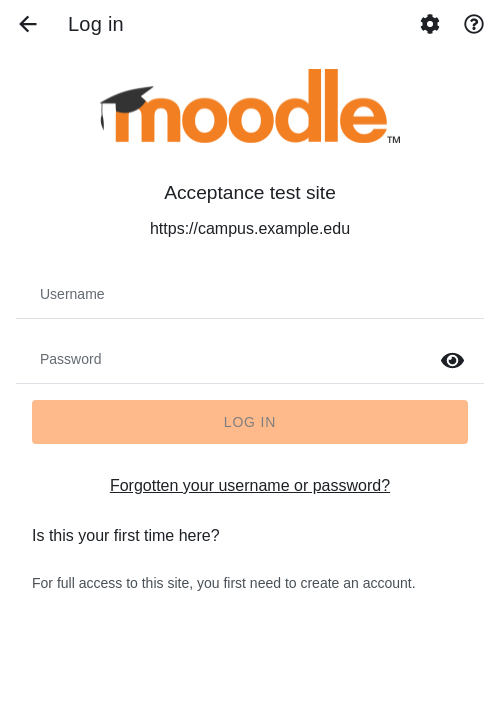 Log in
moodle™
Acceptance test site
https://campus.example.edu
Username
Password
LOG IN
Forgotten your username or password?
Is this your first time here?
For full access to this site, you first need to create an account.